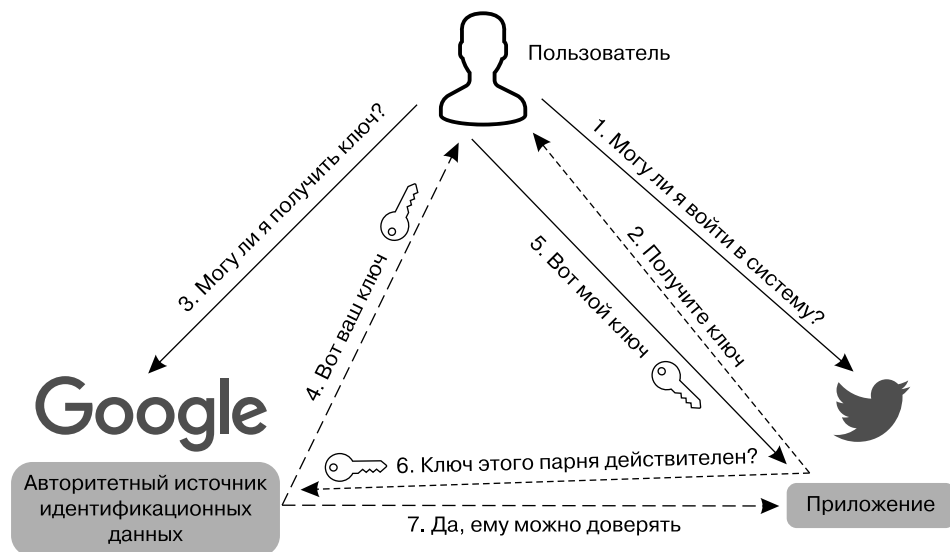 Пользователь
1. Могу ли я войти в систему?
2. Получите ключ
3. Могу ли я получить ключ?
4. Вот ваш ключ
5. Вот мой ключ
Google
6. Ключ этого парня действителен?
Авторитетный источник
идентификационных
данных
Приложение
7. Да, ему можно доверять